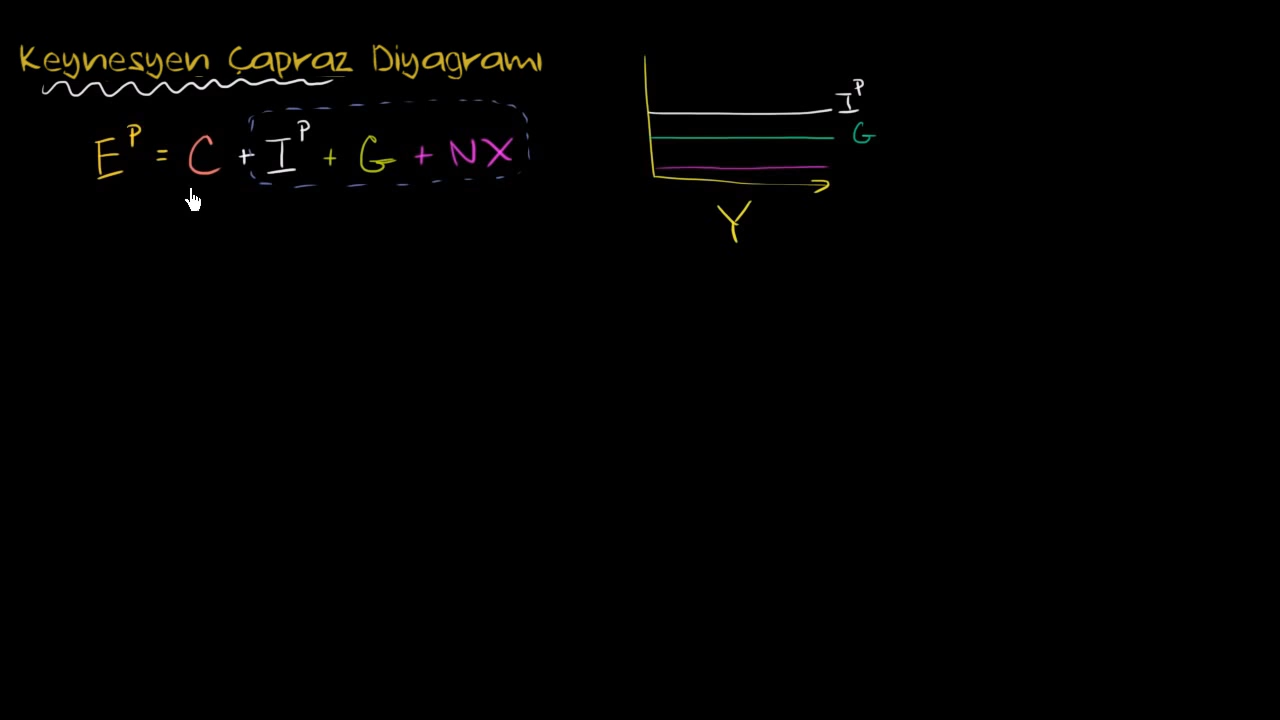 Keynesyen Çapraz Diyagramı
E^P = C + I^P + G + NX
I^P
G
Y